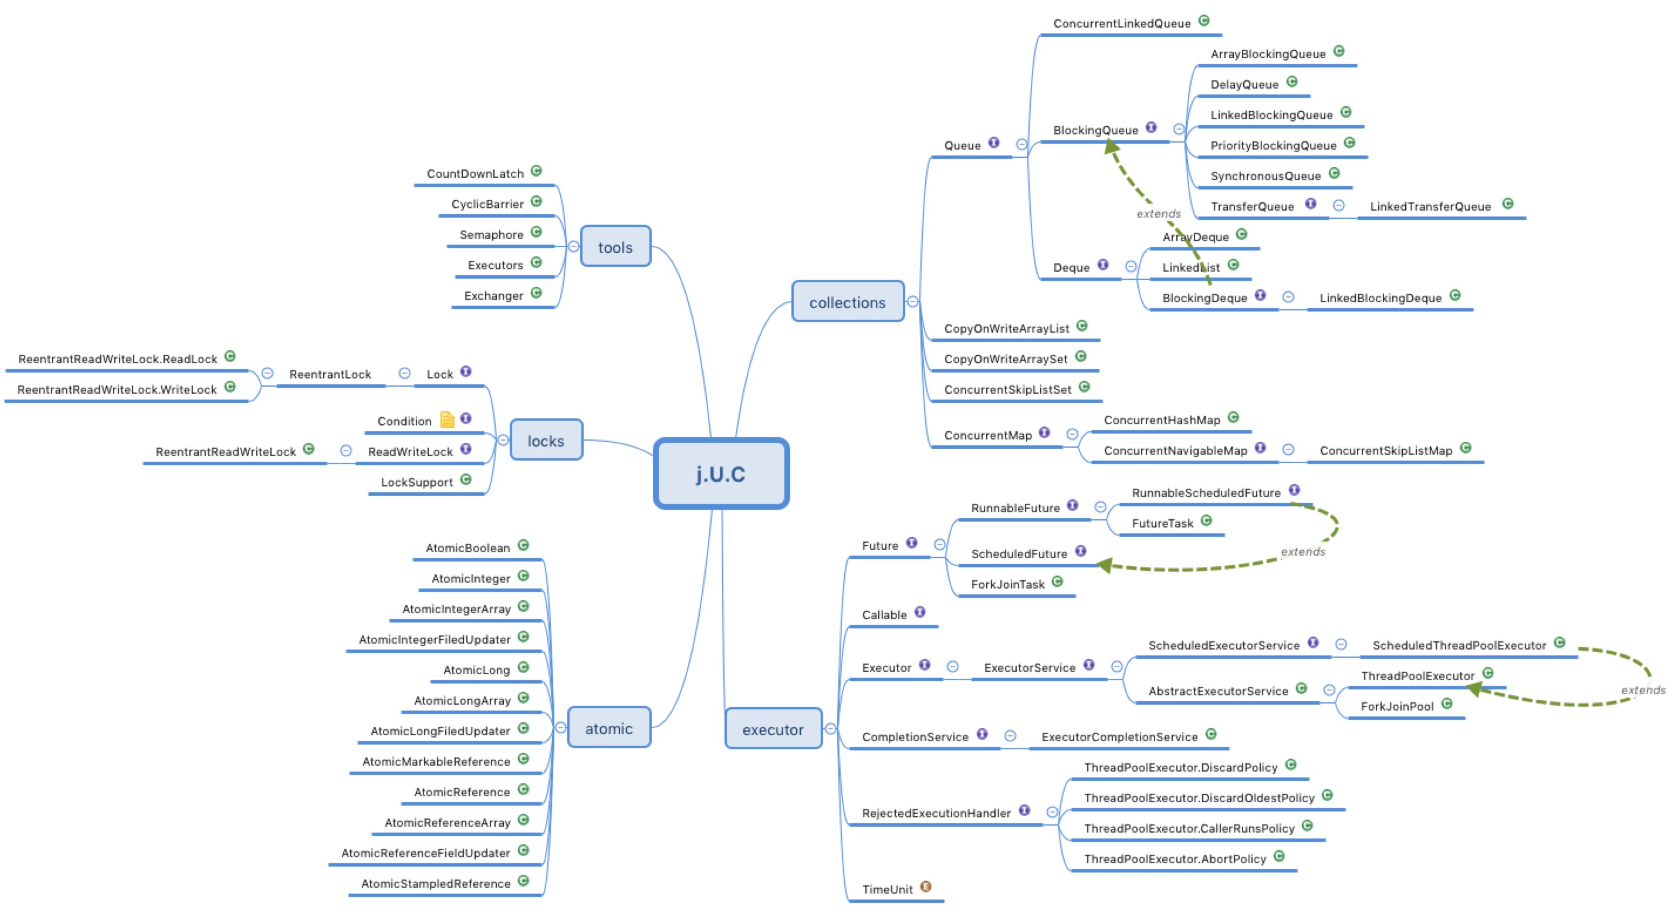 j.U.C
tools
CountDownLatch
CyclicBarrier
Semaphore
Executors
Exchanger
locks
Lock
ReentrantLock
ReentrantReadWriteLock.ReadLock
ReentrantReadWriteLock.WriteLock
Condition
ReadWriteLock
ReentrantReadWriteLock
LockSupport
atomic
AtomicBoolean
AtomicInteger
AtomicIntegerArray
AtomicIntegerFiledUpdater
AtomicLong
AtomicLongArray
AtomicLongFiledUpdater
AtomicMarkableReference
AtomicReference
AtomicReferenceArray
AtomicReferenceFieldUpdater
AtomicStampledReference
collections
Queue
ConcurrentLinkedQueue
BlockingQueue
ArrayBlockingQueue
DelayQueue
LinkedBlockingQueue
PriorityBlockingQueue
SynchronousQueue
TransferQueue
LinkedTransferQueue
extends
Deque
ArrayDeque
LinkedList
BlockingDeque
LinkedBlockingDeque
CopyOnWriteArrayList
CopyOnWriteArraySet
ConcurrentSkipListSet
ConcurrentMap
ConcurrentHashMap
ConcurrentNavigableMap
ConcurrentSkipListMap
executor
Future
RunnableFuture
RunnableScheduledFuture
FutureTask
ScheduledFuture
extends
ForkJoinTask
Callable
Executor
ExecutorService
ScheduledExecutorService
ScheduledThreadPoolExecutor
AbstractExecutorService
ThreadPoolExecutor
extends
ForkJoinPool
CompletionService
ExecutorCompletionService
RejectedExecutionHandler
ThreadPoolExecutor.DiscardPolicy
ThreadPoolExecutor.DiscardOldestPolicy
ThreadPoolExecutor.CallerRunsPolicy
ThreadPoolExecutor.AbortPolicy
TimeUnit